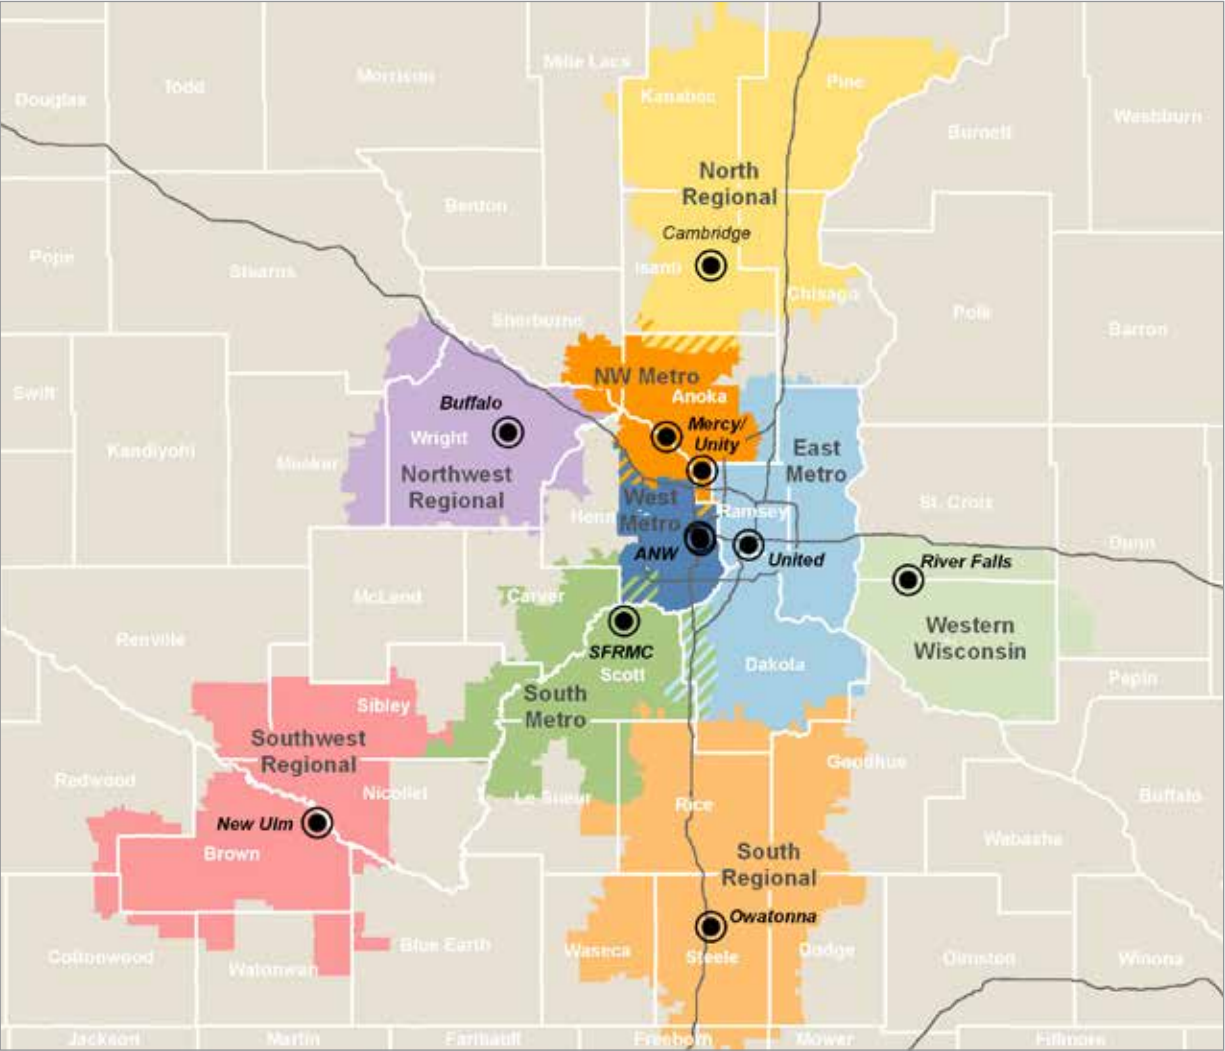 Mille Lacs
Morrison
Todd
Douglas
Kanabec
Pine
Washburn
Burnett
North
Regional
Benton
Cambridge
Pope
Stearns
Isanti
Chisago
Polk
Barron
Sherburne
NW Metro
Anoka
Swift
Buffalo
Mercy/
Unity
Wright
Kandiyohi
East
Metro
Meeker
Northwest
Regional
West
Metro
St. Croix
Ramsey
Henn
Dunn
ANW
United
River Falls
McLeod
Carver
Western
Wisconsin
Renville
SFRMC
Scott
Dakota
Pepin
South
Metro
Sibley
Southwest
Regional
Redwood
Goodhue
Nicollet
Le Sueur
Buffalo
Rice
New Ulm
Brown
Wabasha
South
Regional
Owatonna
Blue Earth
Waseca
Dodge
Steele
Cottonwood
Watonwan
Olmsted
Winona
Jackson
Martin
Faribault
Freeborn
Mower
Fillmore